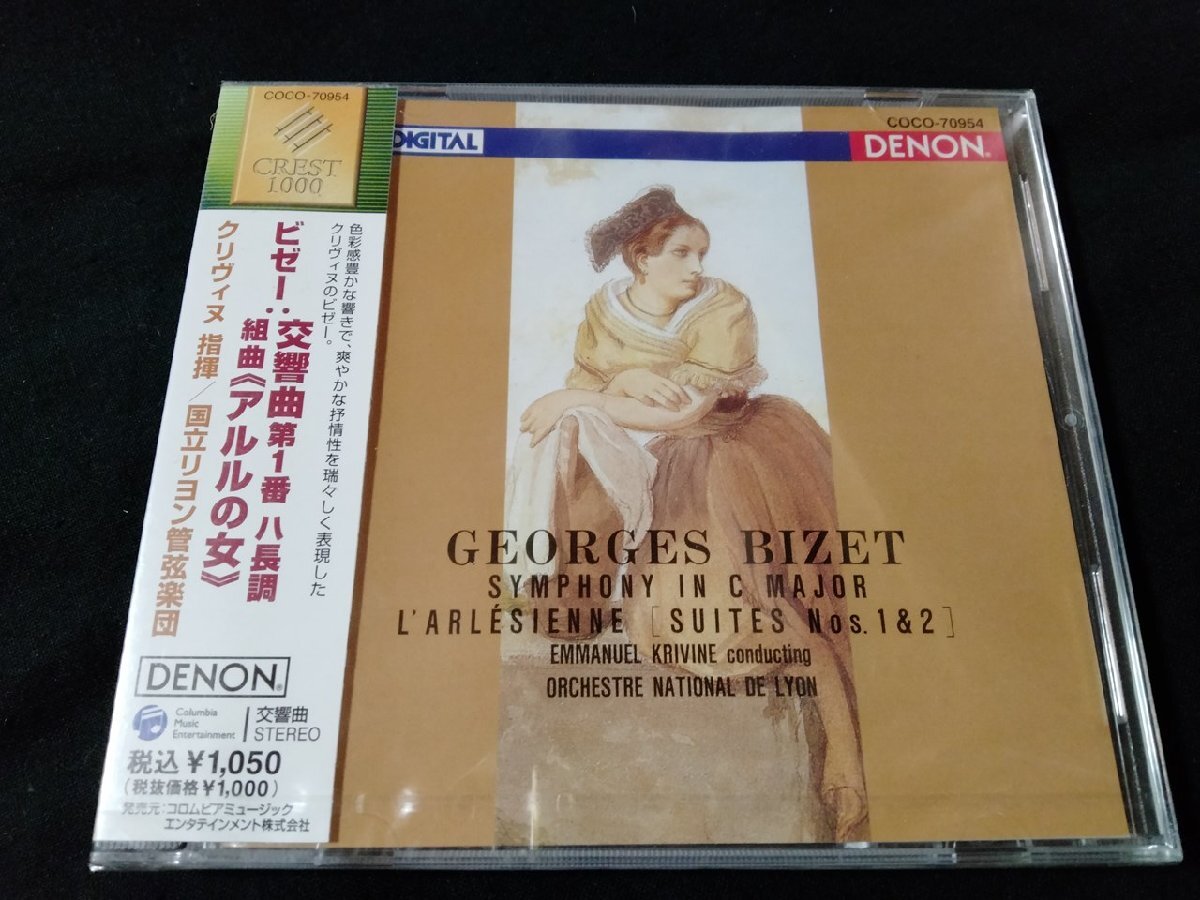 COCO-70954
CREST
1000
色彩感豊かな響きで、爽やかな抒情性を瑞々しく表現した
クリヴィヌのビゼー。
ビゼー:交響曲第1番 ハ長調
組曲《アルルの女》
クリヴィヌ 指揮/国立リヨン管弦楽団
DENON®
Columbia
Music
Entertainment
交響曲
STEREO
税込¥1,050
(税抜価格¥1,000)
発売元:コロムビアミュージック
エンタテインメント株式会社
COCO-70954
DIGITAL
DENON®
GEORGES BIZET
SYMPHONY IN C MAJOR
L'ARLÉSIENNE [SUITES Nos. 1 & 2]
EMMANUEL KRIVINE conducting
ORCHESTRE NATIONAL DE LYON